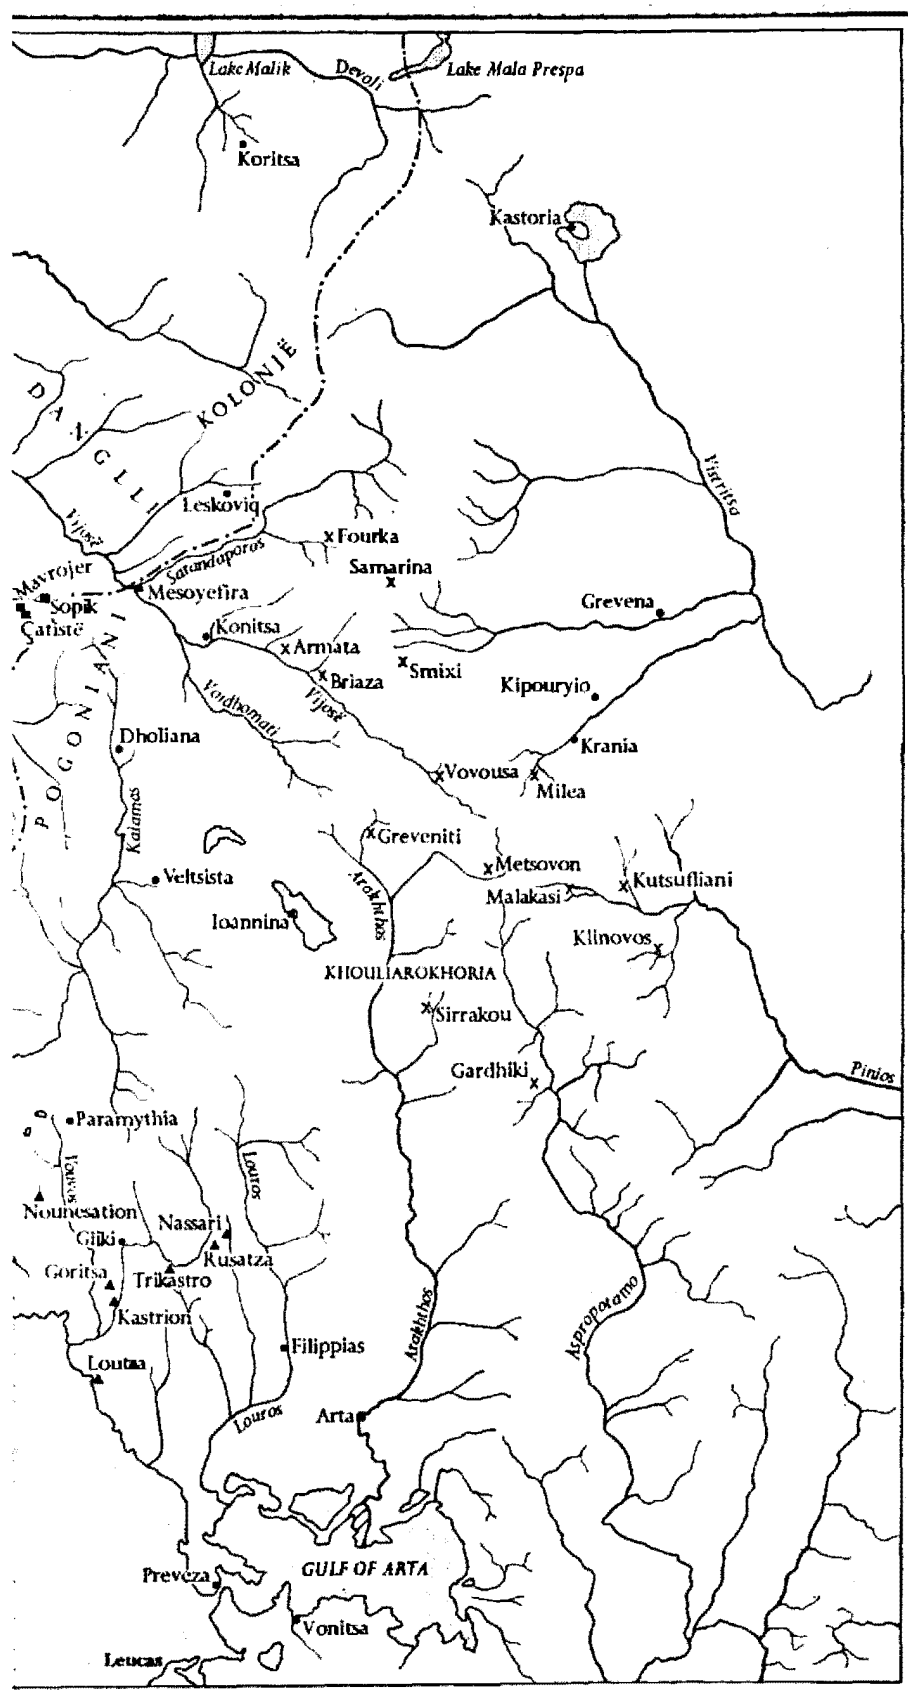 Lake Malik
Devoli
Lake Mala Prespa
Koritsa
Kastoria
KOLONJË
DANGLLI
Vistritsa
Leskoviq
Vijosë
Fourka
Sarandaporos
Samarina
Mavrojer
Sopik
Çatistë
Mesoyefira
Grevena
Konitsa
Armata
Smixi
Briaza
Kipouryio
Voidhomati
Vijosë
POGONIANI
Dholiana
Krania
Vovousa
Milea
Kalamas
Greveniti
Metsovon
Veltsista
Arakhthos
Malakasi
Kutsufliani
Ioannina
Klinovos
KHOULIAROKHORIA
Sirrakou
Gardhiki
Pinios
Paramythia
Vouvos
Louros
Nounesation
Nassari
Gliki
Rusatza
Goritsa
Trikastro
Kastrion
Arakhthos
Aspropotamo
Filippias
Loutsa
Louros
Arta
GULF OF ARTA
Preveza
Vonitsa
Leucas